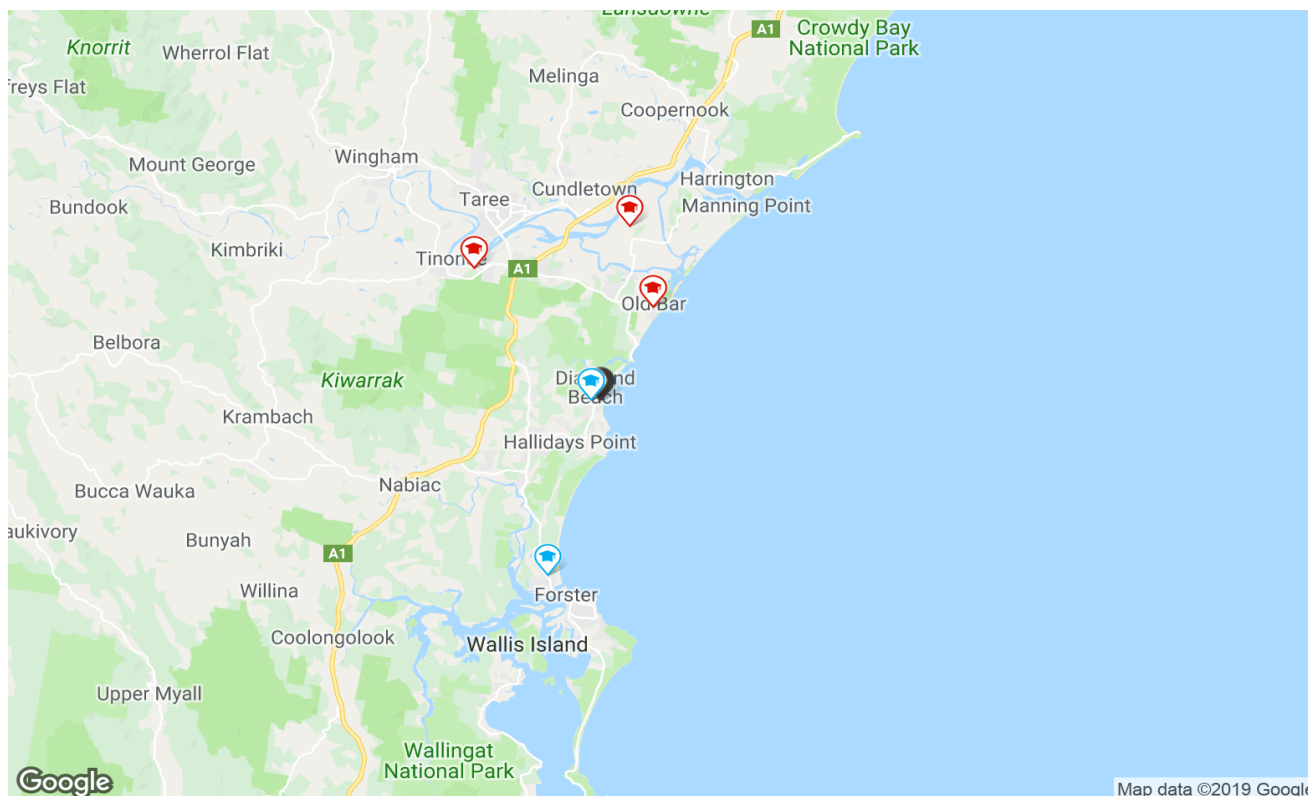 Lansdowne
Crowdy Bay
National Park
A1
Knorrit
Wherrol Flat
Melinga
freys Flat
Coopernook
Mount George
Wingham
Harrington
Cundletown
Taree
Manning Point
Bundook
Kimbriki
A1
Old Bar
Belbora
Kiwarrak
Beach
Krambach
Hallidays Point
Nabiac
Bucca Wauka
aukivory
Bunyah
A1
Willina
Forster
Coolongolook
Wallis Island
Upper Myall
Wallingat
National Park
Google
Map data ©2019 Google